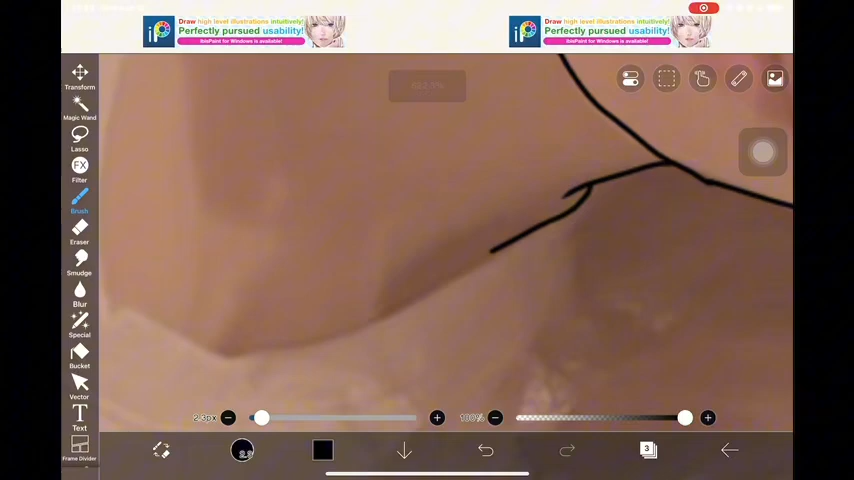 Draw high level illustrations intuitively!
Perfectly pursued usability!
ibisPaint for Windows is available!
Draw high level illustrations intuitively!
Perfectly pursued usability!
ibisPaint for Windows is available!
Transform
Magic Wand
Lasso
FX
Filter
Brush
Eraser
Smudge
Blur
Special
Bucket
Vector
T
Text
Frame Divider
2.3px
100%
3